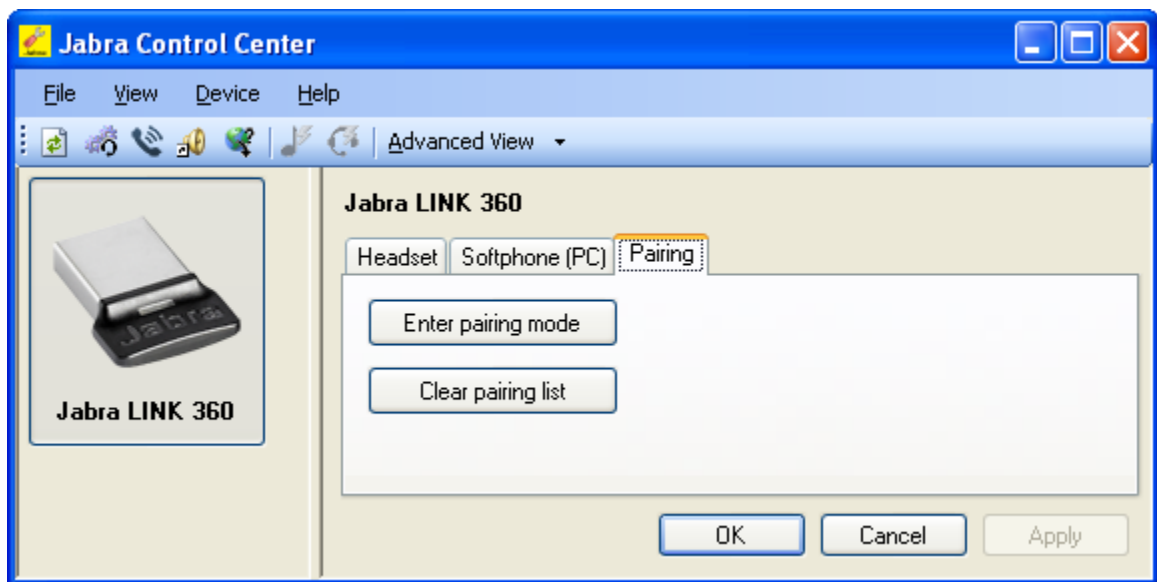 Jabra Control Center
File View Device Help
Advanced View
Jabra LINK 360
Headset Softphone (PC) Pairing
Enter pairing mode
Clear pairing list
Jabra
Jabra LINK 360
OK Cancel Apply